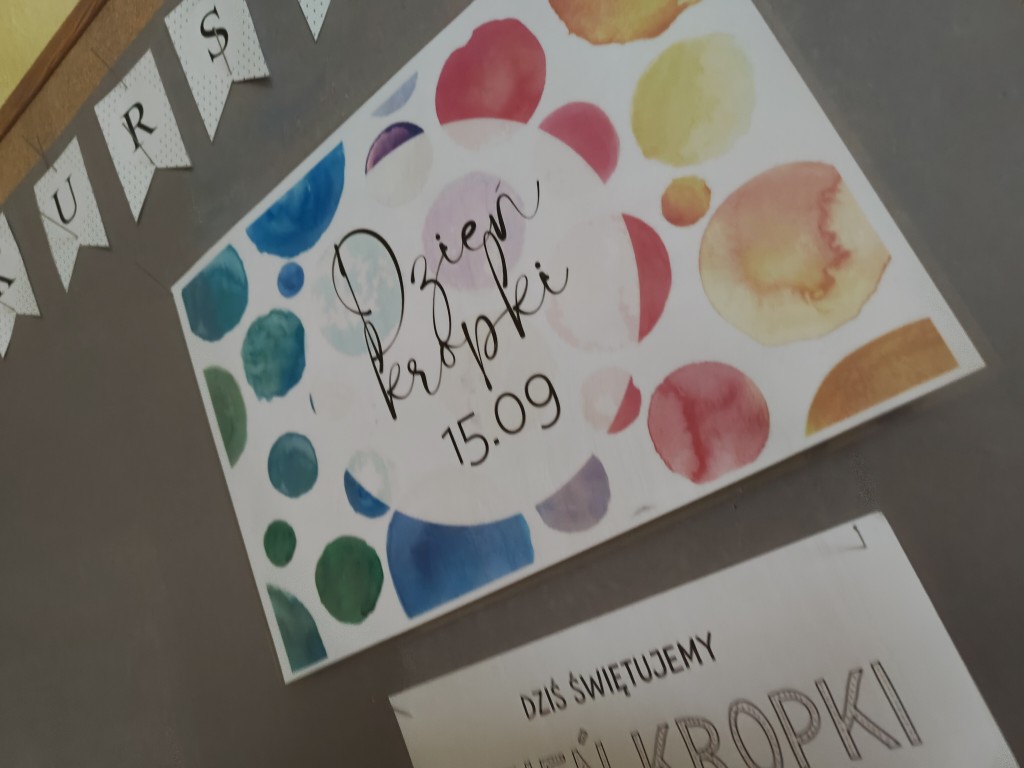 URS
Dzień
kropki
15.09
DZIŚ ŚWIĘTUJEMY
KROPKI